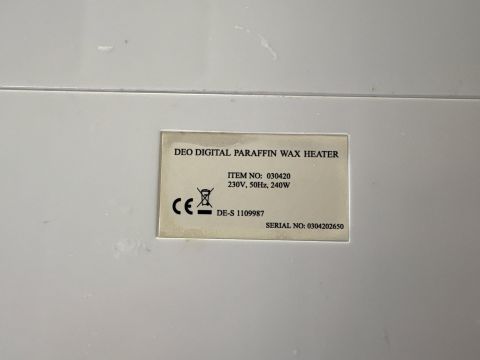 DEO DIGITAL PARAFFIN WAX HEATER
ITEM NO: 030420
230V, 50Hz, 240W
CE DE-S 1109987
SERIAL NO: 0304202650